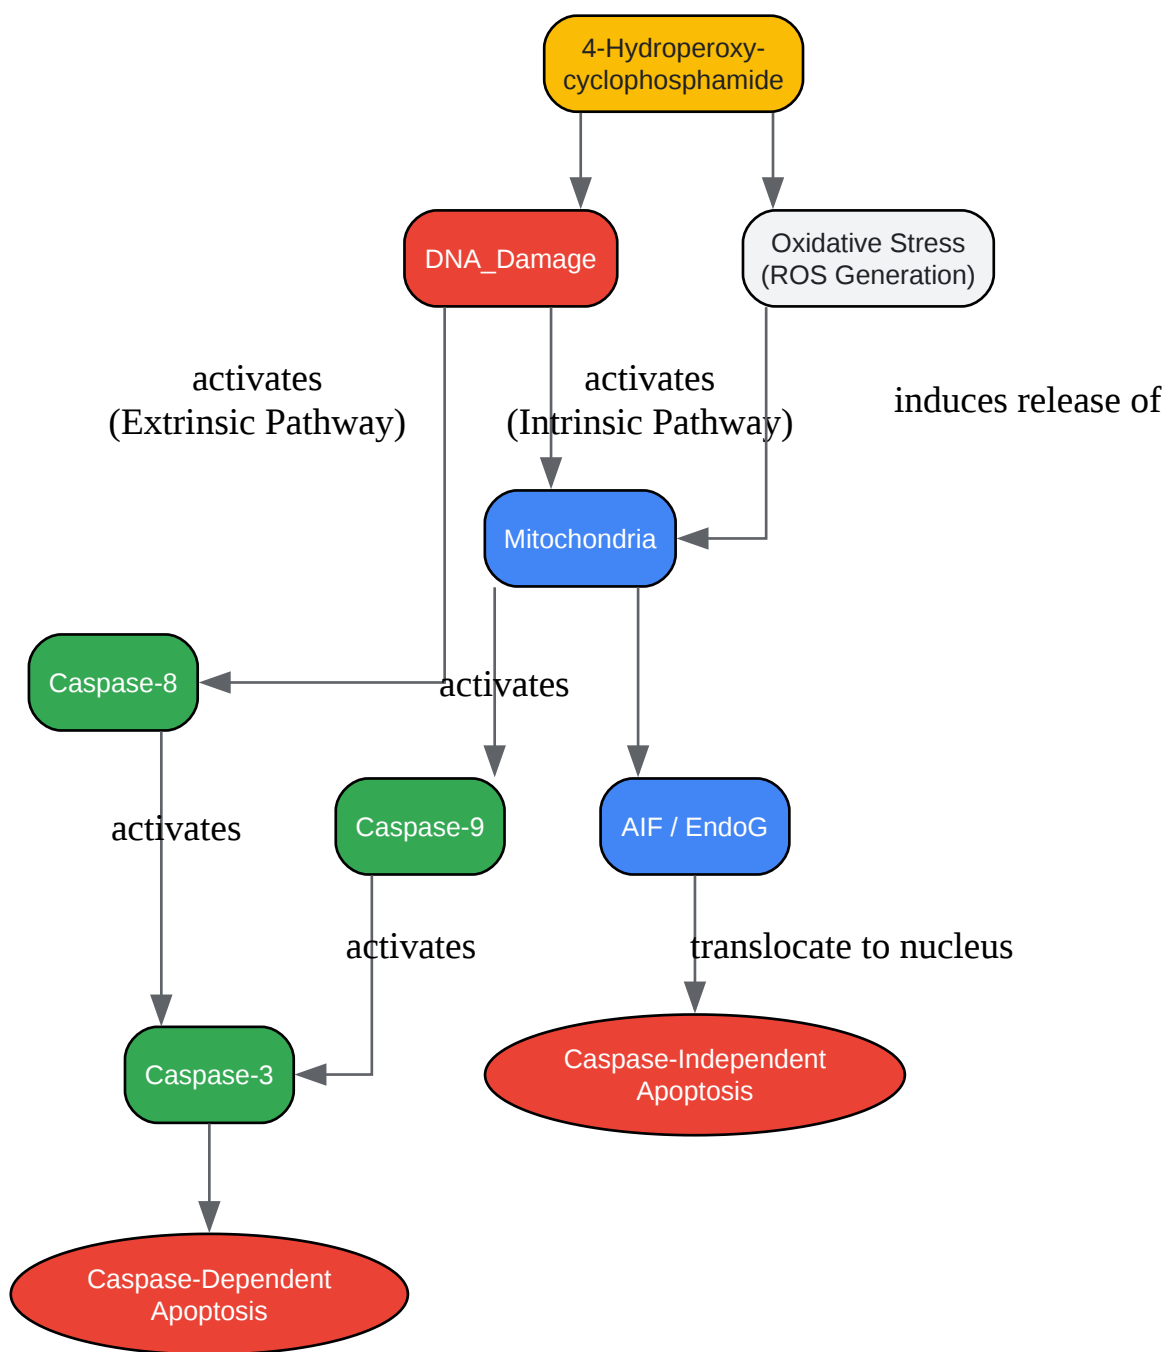 4-Hydroperoxy-
cyclophosphamide
DNA_Damage
Oxidative Stress
(ROS Generation)
activates
(Extrinsic Pathway)
activates
(Intrinsic Pathway)
induces release of
Mitochondria
Caspase-8
activates
Caspase-9
AIF / EndoG
activates
activates
translocate to nucleus
Caspase-3
Caspase-Independent
Apoptosis
Caspase-Dependent
Apoptosis